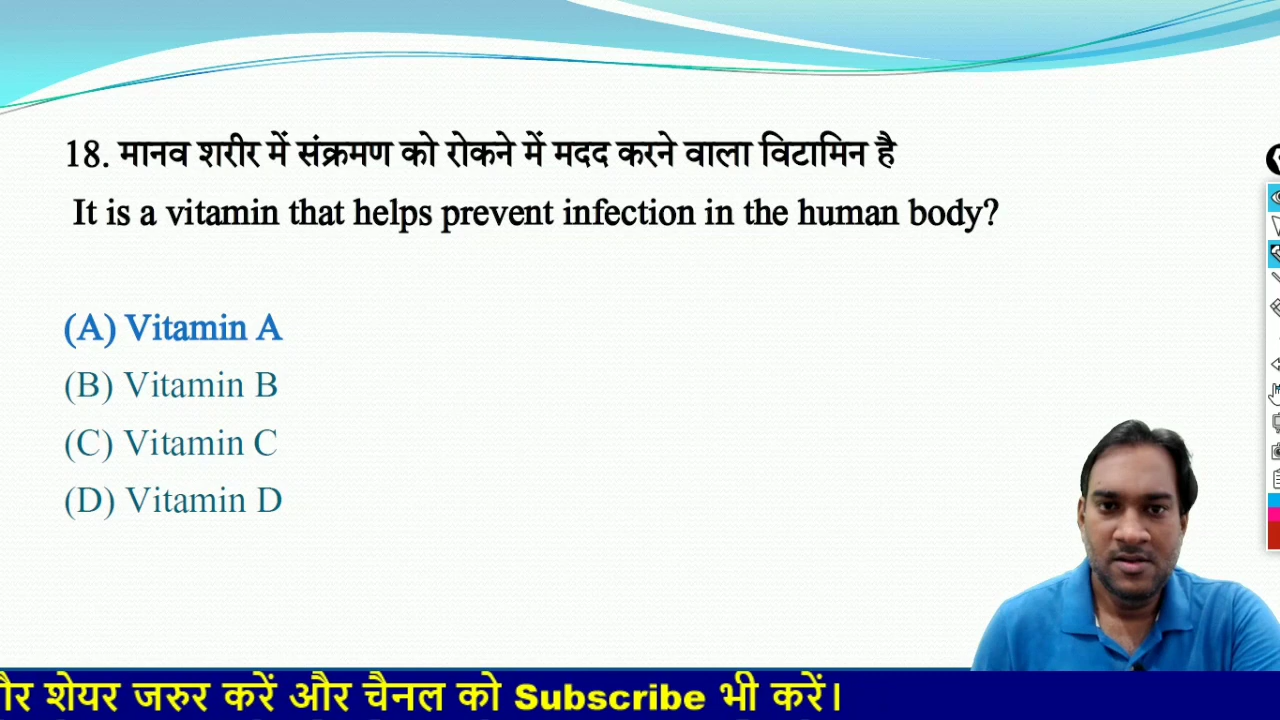 18. मानव शरीर में संक्रमण को रोकने में मदद करने वाला विटामिन है
It is a vitamin that helps prevent infection in the human body?
(A) Vitamin A
(B) Vitamin B
(C) Vitamin C
(D) Vitamin D
शेयर जरुर करें और चैनल को Subscribe भी करें।